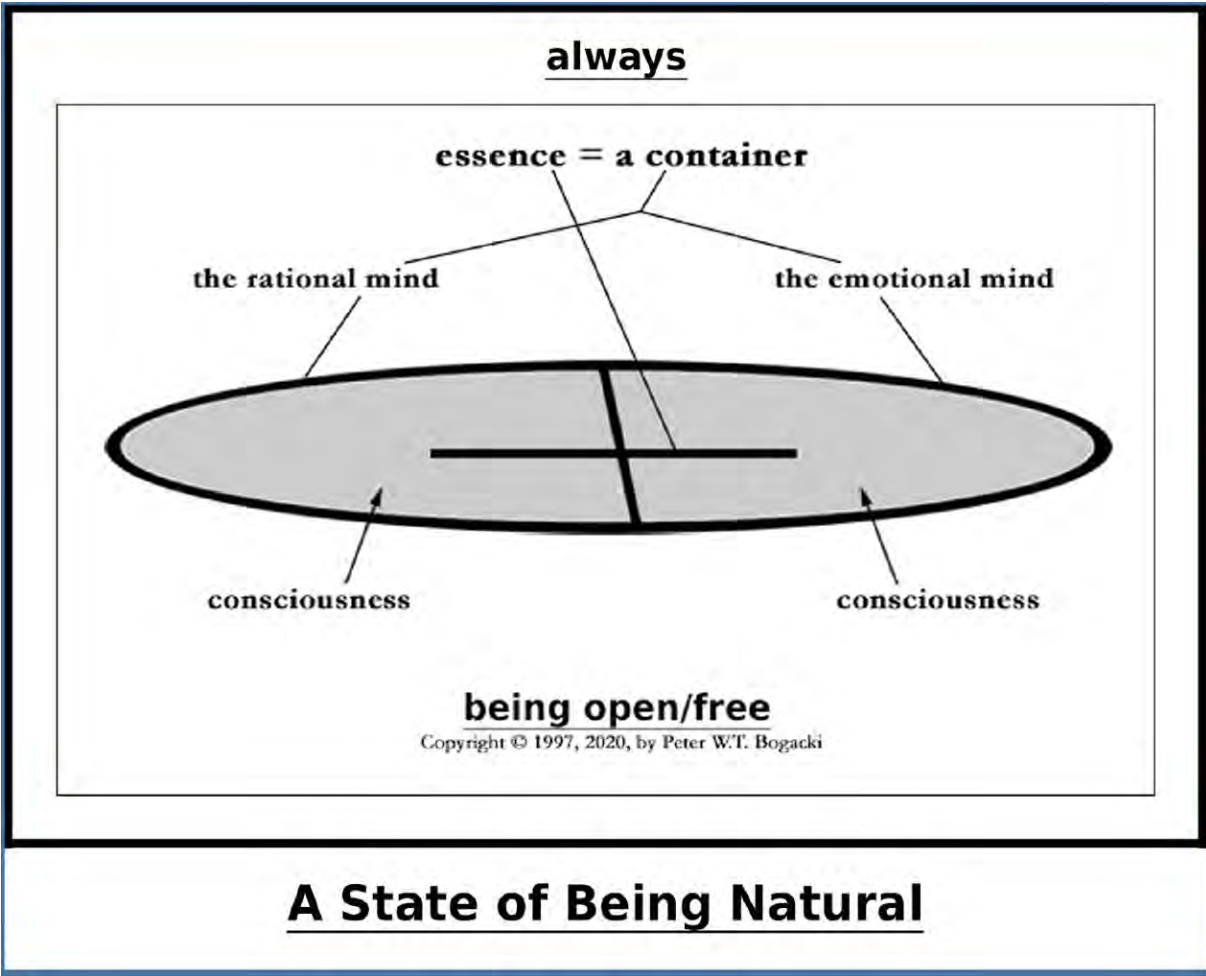 always
essence = a container
the rational mind
the emotional mind
consciousness
consciousness
being open/free
Copyright © 1997, 2020, by Peter W.T. Bogacki
A State of Being Natural